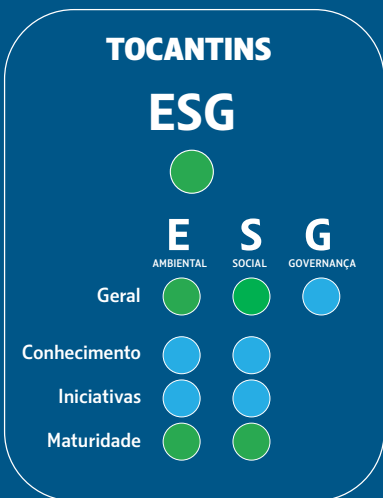 TOCANTINS
ESG
E S G
AMBIENTAL SOCIAL GOVERNANÇA
Geral
Conhecimento
Iniciativas
Maturidade